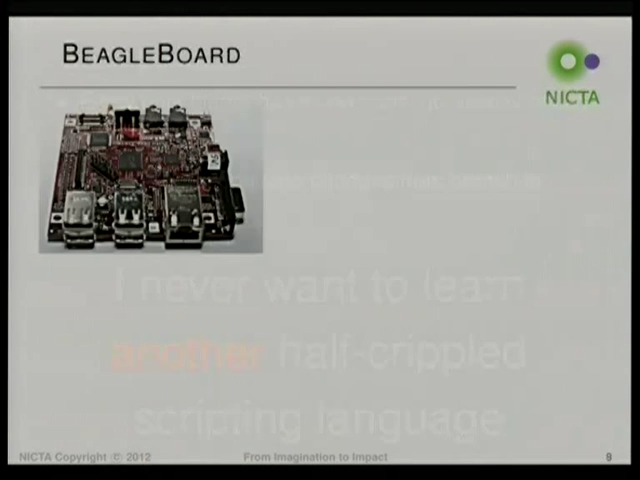 BEAGLEBOARD
NICTA
I never want to learn
another half-crippled
scripting language
NICTA Copyright © 2012
From Imagination to Impact
9